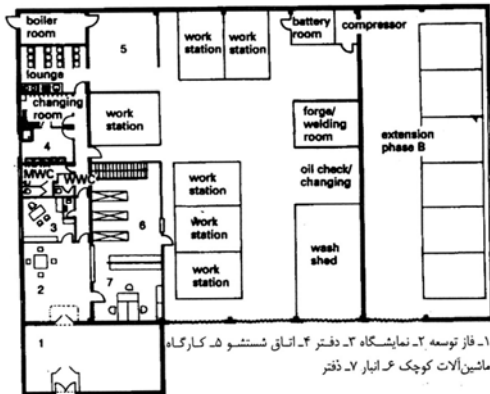 boiler
room
5
work
station
work
station
battery
room
compressor
lounge
changing
room
4
work
station
forge/
welding
room
extension
phase B
MWC
WWC
work
station
oil check/
changing
3
6
work
station
2
7
work
station
wash
shed
1
۱ـ فاز توسعه ۲ـ نمایشگاه ۳ـ دفتر ۴ـ اتاق شستشو ۵ـ کارگاه
ماشین‌آلات کوچک ۶ـ انبار ۷ـ دفتر